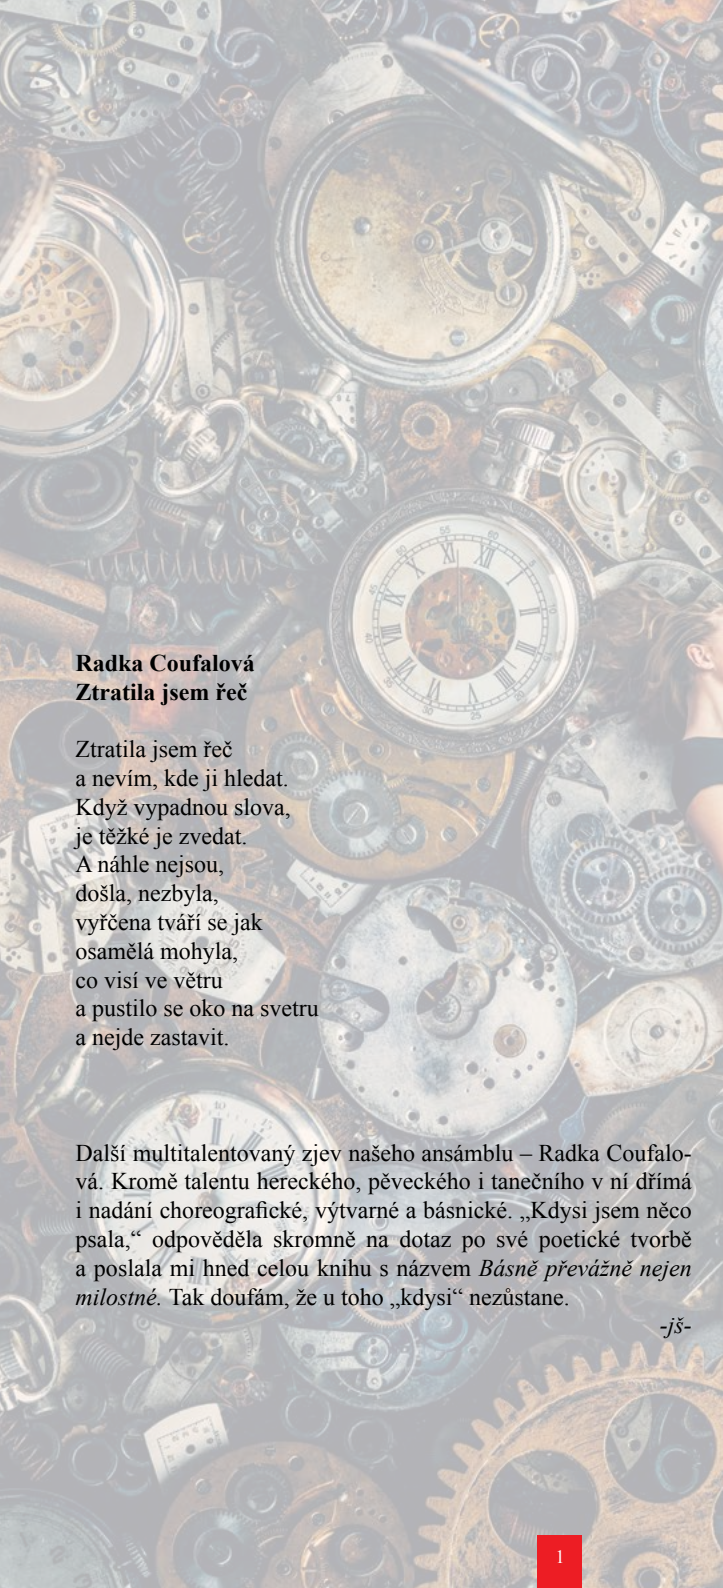 Radka Coufalová
Ztratila jsem řeč
Ztratila jsem řeč
a nevím, kde ji hledat.
Když vypadnou slova,
je těžké je zvedat.
A náhle nejsou,
došla, nezbyla,
vyřčena tváří se jak
osamělá mohyla,
co visí ve větru
a pustilo se oko na svetru
a nejde zastavit.
Další multitalentovaný zjev našeho ansámblu – Radka Coufalo-
vá. Kromě talentu hereckého, pěveckého i tanečního v ní dřímá
i nadání choreografické, výtvarné a básnické. „Kdysi jsem něco
psala,“ odpověděla skromně na dotaz po své poetické tvorbě
a poslala mi hned celou knihu s názvem Básně převážně nejen
milostné. Tak doufám, že u toho „kdysi“ nezůstane.
-jš-
1